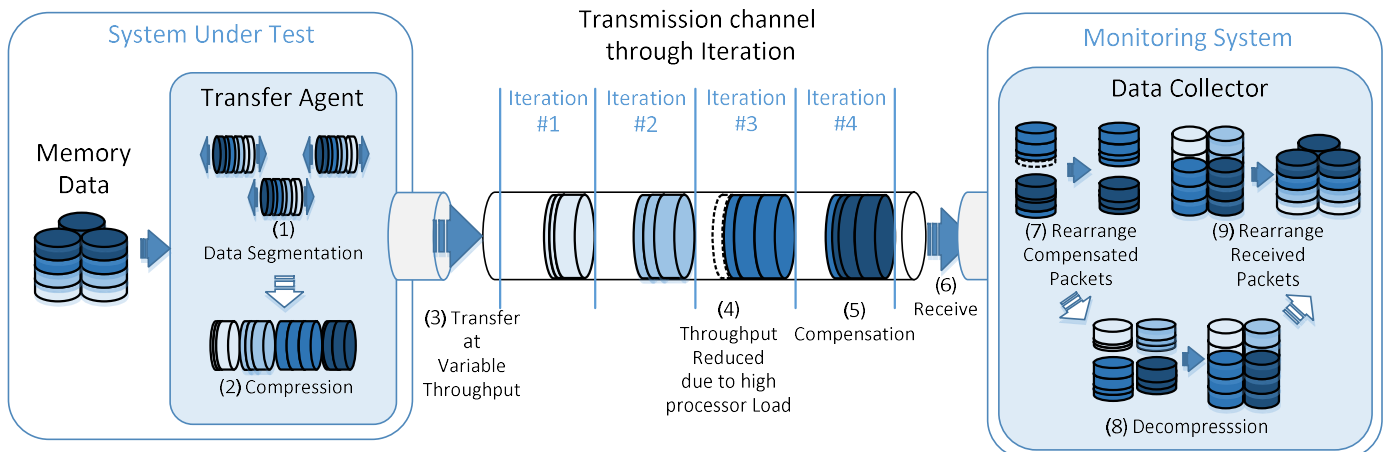 System Under Test
Transfer Agent
Memory
Data
(1)
Data Segmentation
(2) Compression
(3) Transfer
at
Variable
Throughput
Transmission channel
through Iteration
Iteration
#1
Iteration
#2
Iteration
#3
Iteration
#4
(4)
Throughput
Reduced
due to high
processor Load
(5)
Compensation
(6)
Receive
Monitoring System
Data Collector
(7) Rearrange
Compensated
Packets
(9) Rearrange
Received
Packets
(8) Decompresssion